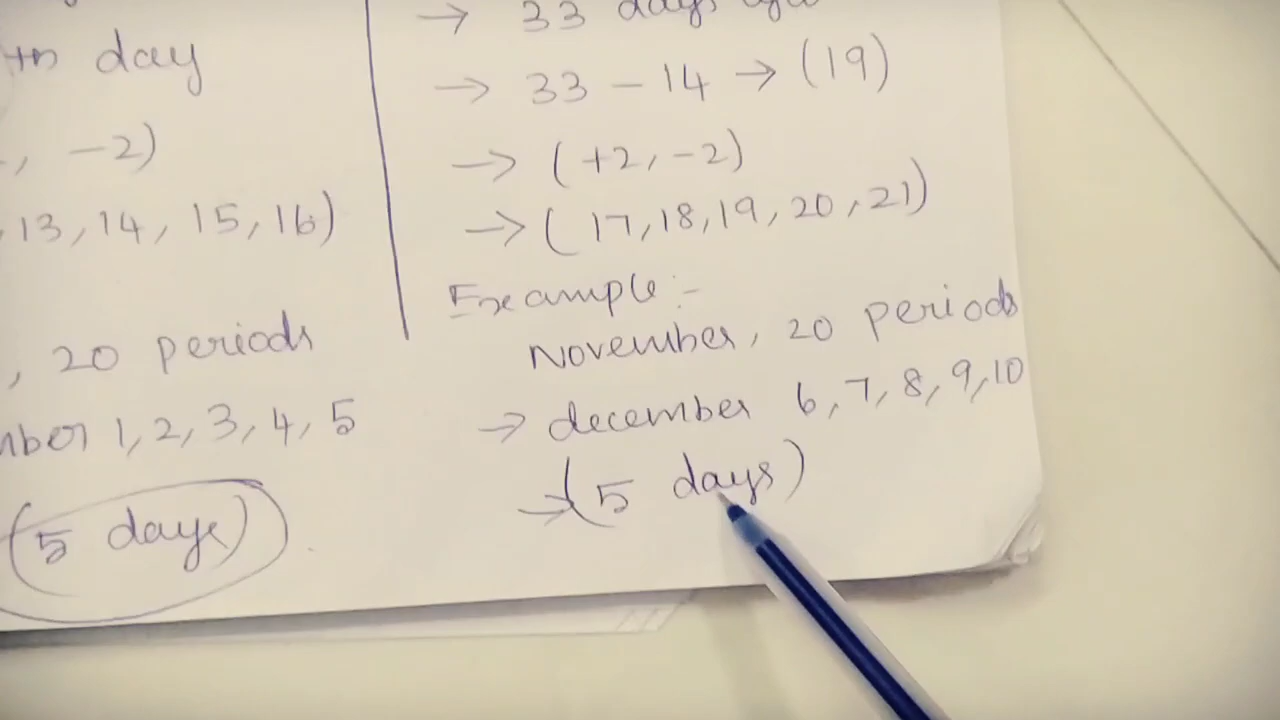 day
, -2)
13, 14, 15, 16)
, 20 periods
mber 1, 2, 3, 4, 5
(5 days)
→ 33 days
→ 33 - 14 → (19)
→ (+2, -2)
→ (17, 18, 19, 20, 21)
Example :-
november, 20 periods
→ december 6, 7, 8, 9, 10
→ (5 days)